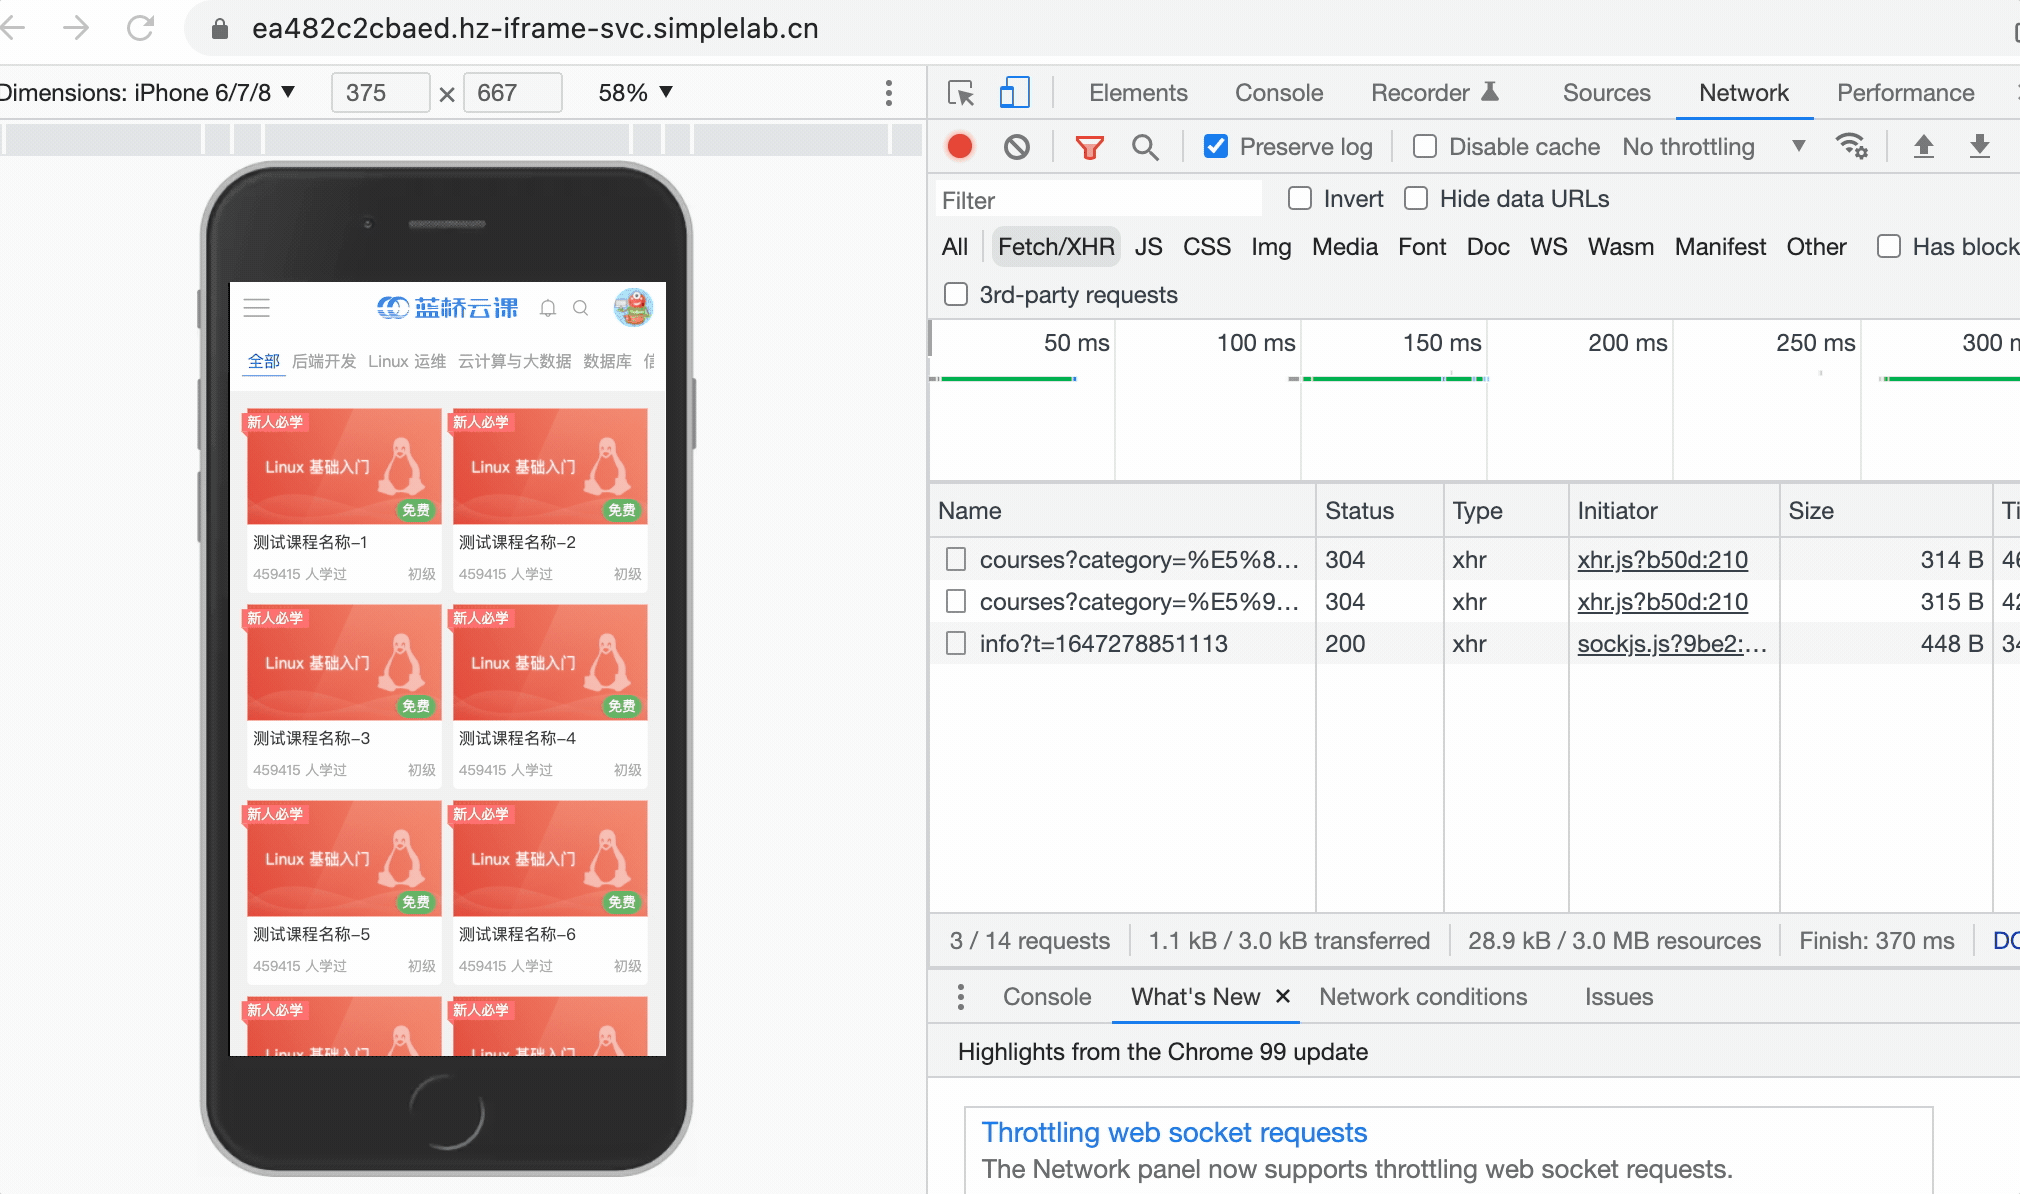 ea482c2cbaed.hz-iframe-svc.simplelab.cn
Dimensions: iPhone 6/7/8 ▼ 375 × 667 58% ▼
Elements Console Recorder Sources Network Performance
Preserve log Disable cache No throttling ▼
Filter Invert Hide data URLs
All Fetch/XHR JS CSS Img Media Font Doc WS Wasm Manifest Other Has block
3rd-party requests
50 ms 100 ms 150 ms 200 ms 250 ms 300 m
Name Status Type Initiator Size Ti
courses?category=%E5%8... 304 xhr xhr.js?b50d:210 314 B 46
courses?category=%E5%9... 304 xhr xhr.js?b50d:210 315 B 42
info?t=1647278851113 200 xhr sockjs.js?9be2:... 448 B 34
3 / 14 requests 1.1 kB / 3.0 kB transferred 28.9 kB / 3.0 MB resources Finish: 370 ms DO
Console What's New × Network conditions Issues
Highlights from the Chrome 99 update
Throttling web socket requests
The Network panel now supports throttling web socket requests.
蓝桥云课
全部 后端开发 Linux 运维 云计算与大数据 数据库 信
新人必学 新人必学
Linux 基础入门 Linux 基础入门
免费 免费
测试课程名称-1 测试课程名称-2
459415 人学过 初级 459415 人学过 初级
新人必学 新人必学
Linux 基础入门 Linux 基础入门
免费 免费
测试课程名称-3 测试课程名称-4
459415 人学过 初级 459415 人学过 初级
新人必学 新人必学
Linux 基础入门 Linux 基础入门
免费 免费
测试课程名称-5 测试课程名称-6
459415 人学过 初级 459415 人学过 初级
新人必学 新人必学
Linux 基础入门 Linux 基础入门